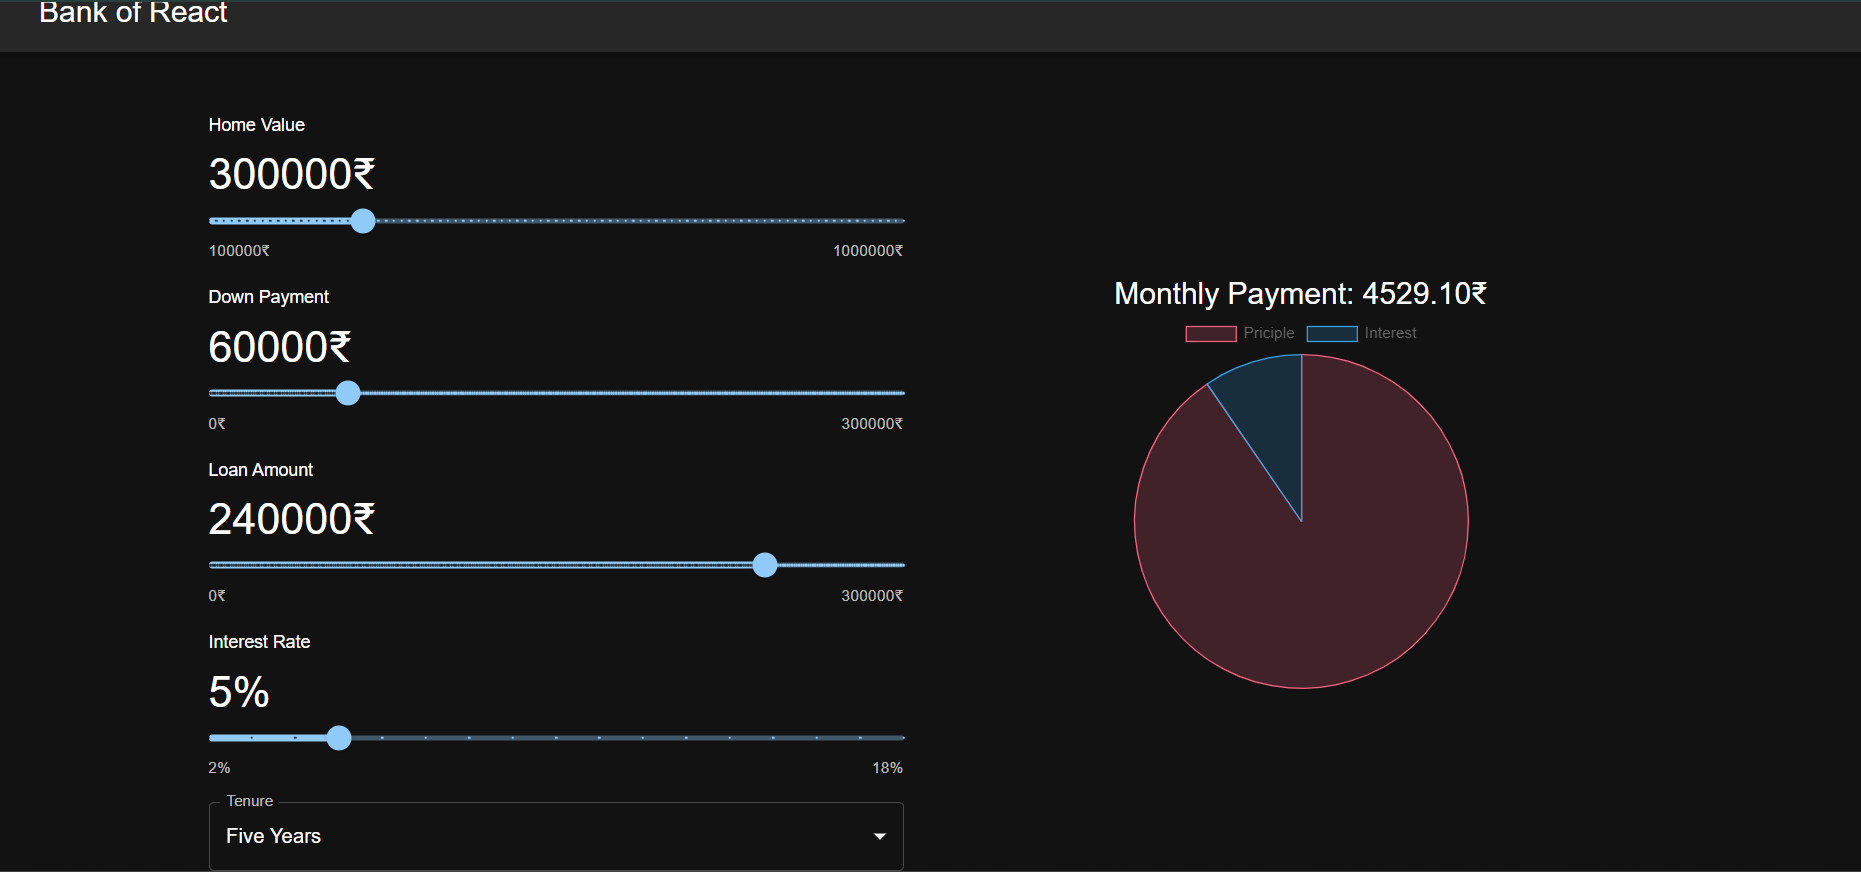 Bank of React
Home Value
300000₹
100000₹ 1000000₹
Down Payment
60000₹
0₹ 300000₹
Loan Amount
240000₹
0₹ 300000₹
Interest Rate
5%
2% 18%
Tenure
Five Years
Monthly Payment: 4529.10₹
Priciple Interest